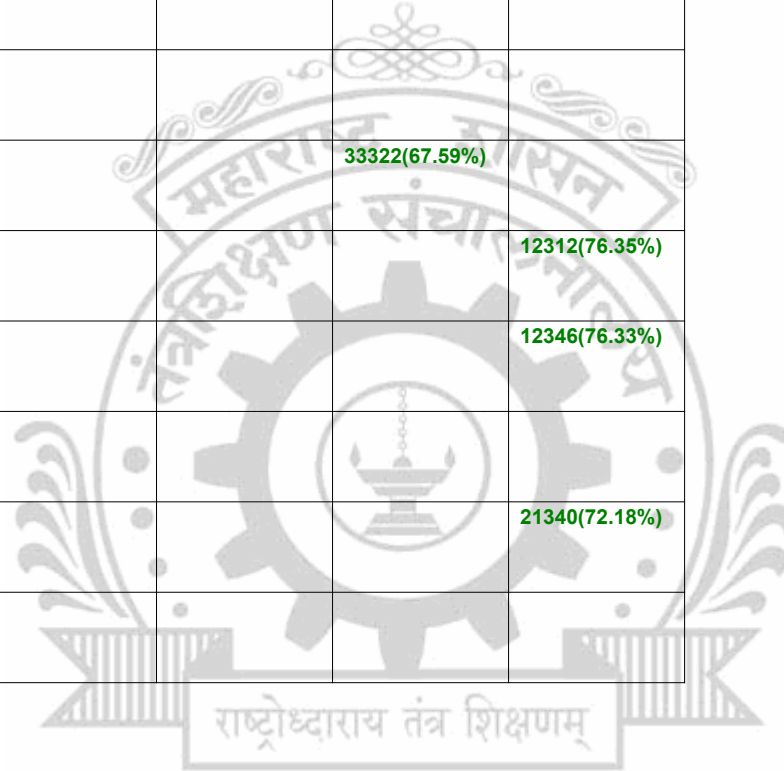 महाराष्ट्र शासन
33322(67.59%)
तंत्रशिक्षण संचालनालय
12312(76.35%)
12346(76.33%)
21340(72.18%)
राष्ट्रोध्दाराय तंत्र शिक्षणम्